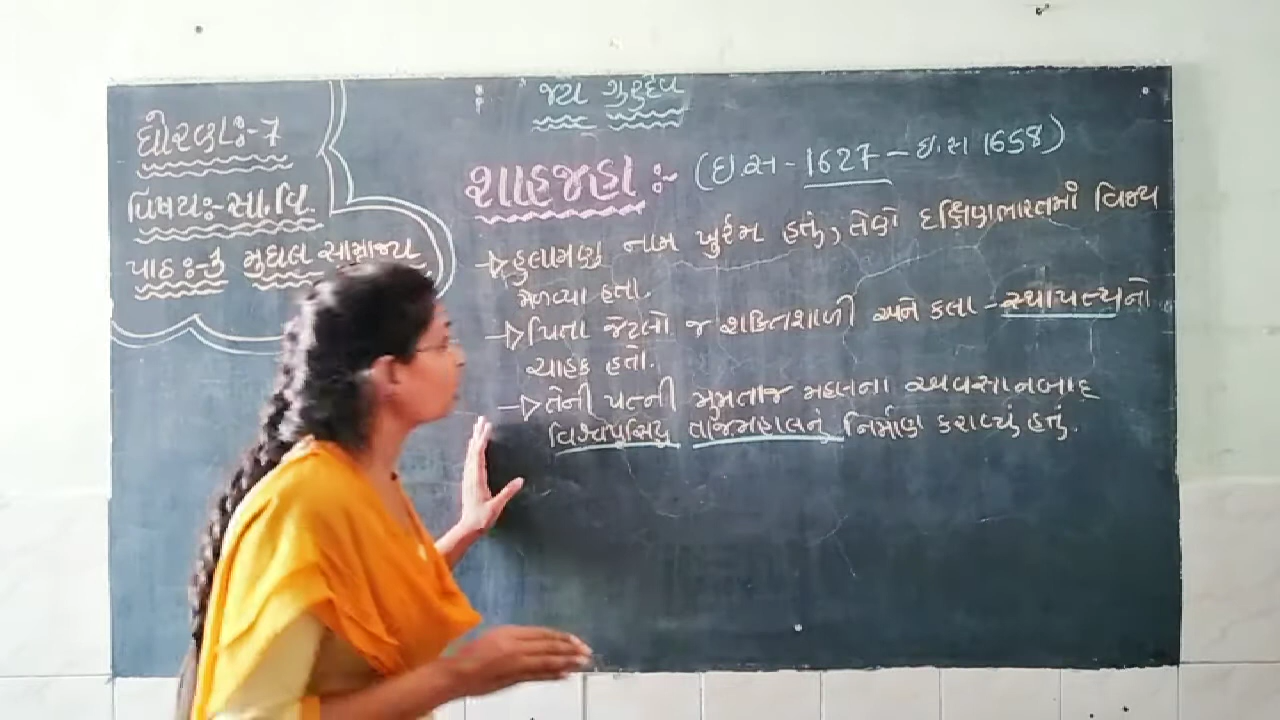 જય ગુરુદેવ
ધોરણ:-7
વિષય:-સા.વિ.
પાઠ:-3 મુઘલ સામ્રાજ્ય
શાહજહા :- (ઇ.સ - 1627 - ઇ.સ 1658)
→ હુલામણુ નામ ખુર્રમ હતું, તેણે દક્ષિણભારતમાં વિજય
મેળવ્યા હતા.
→ પિતા જેટલો જ શક્તિશાળી અને કલા - સ્થાપત્યનો
ચાહક હતો.
→ તેની પત્ની મુમતાજ મહલના અવસાનબાદ
વિશ્વપ્રસિદ્ધ તાજમહાલનું નિર્માણ કરાવ્યું હતું.